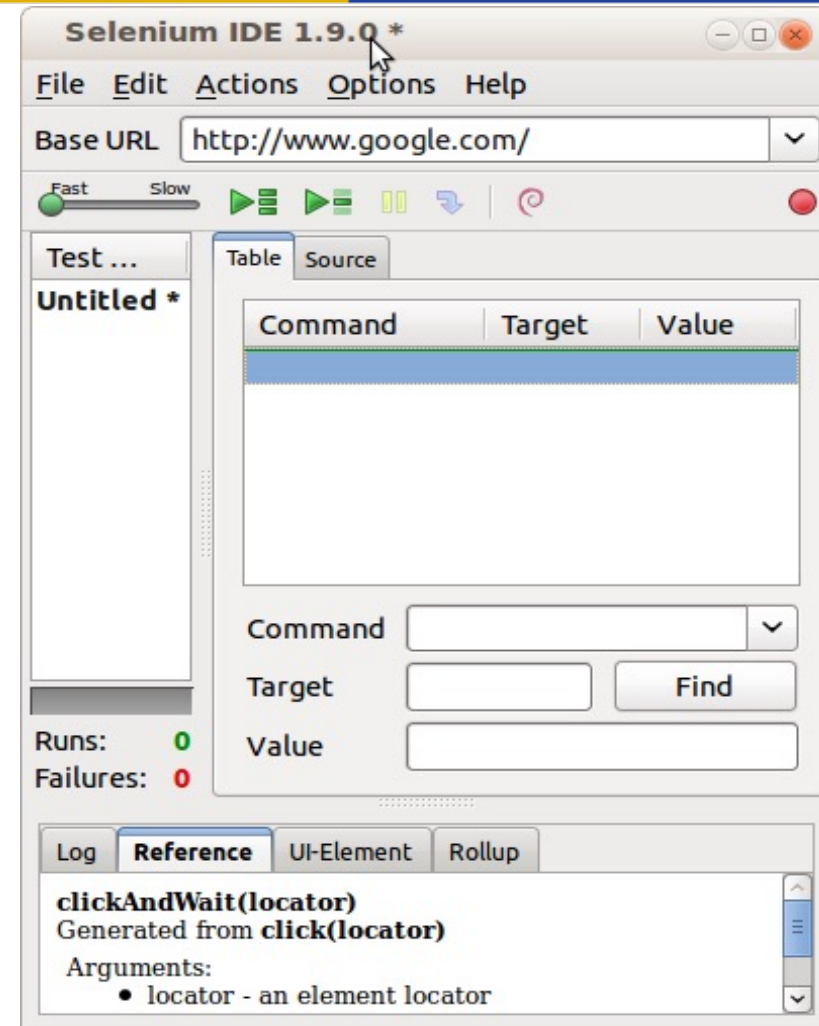 Selenium IDE 1.9.0 *
File Edit Actions Options Help
Base URL http://www.google.com/
Fast Slow
Test ...
Untitled *
Table Source
Command Target Value
Command
Target Find
Value
Runs: 0
Failures: 0
Log Reference UI-Element Rollup
clickAndWait(locator)
Generated from click(locator)
Arguments:
• locator - an element locator